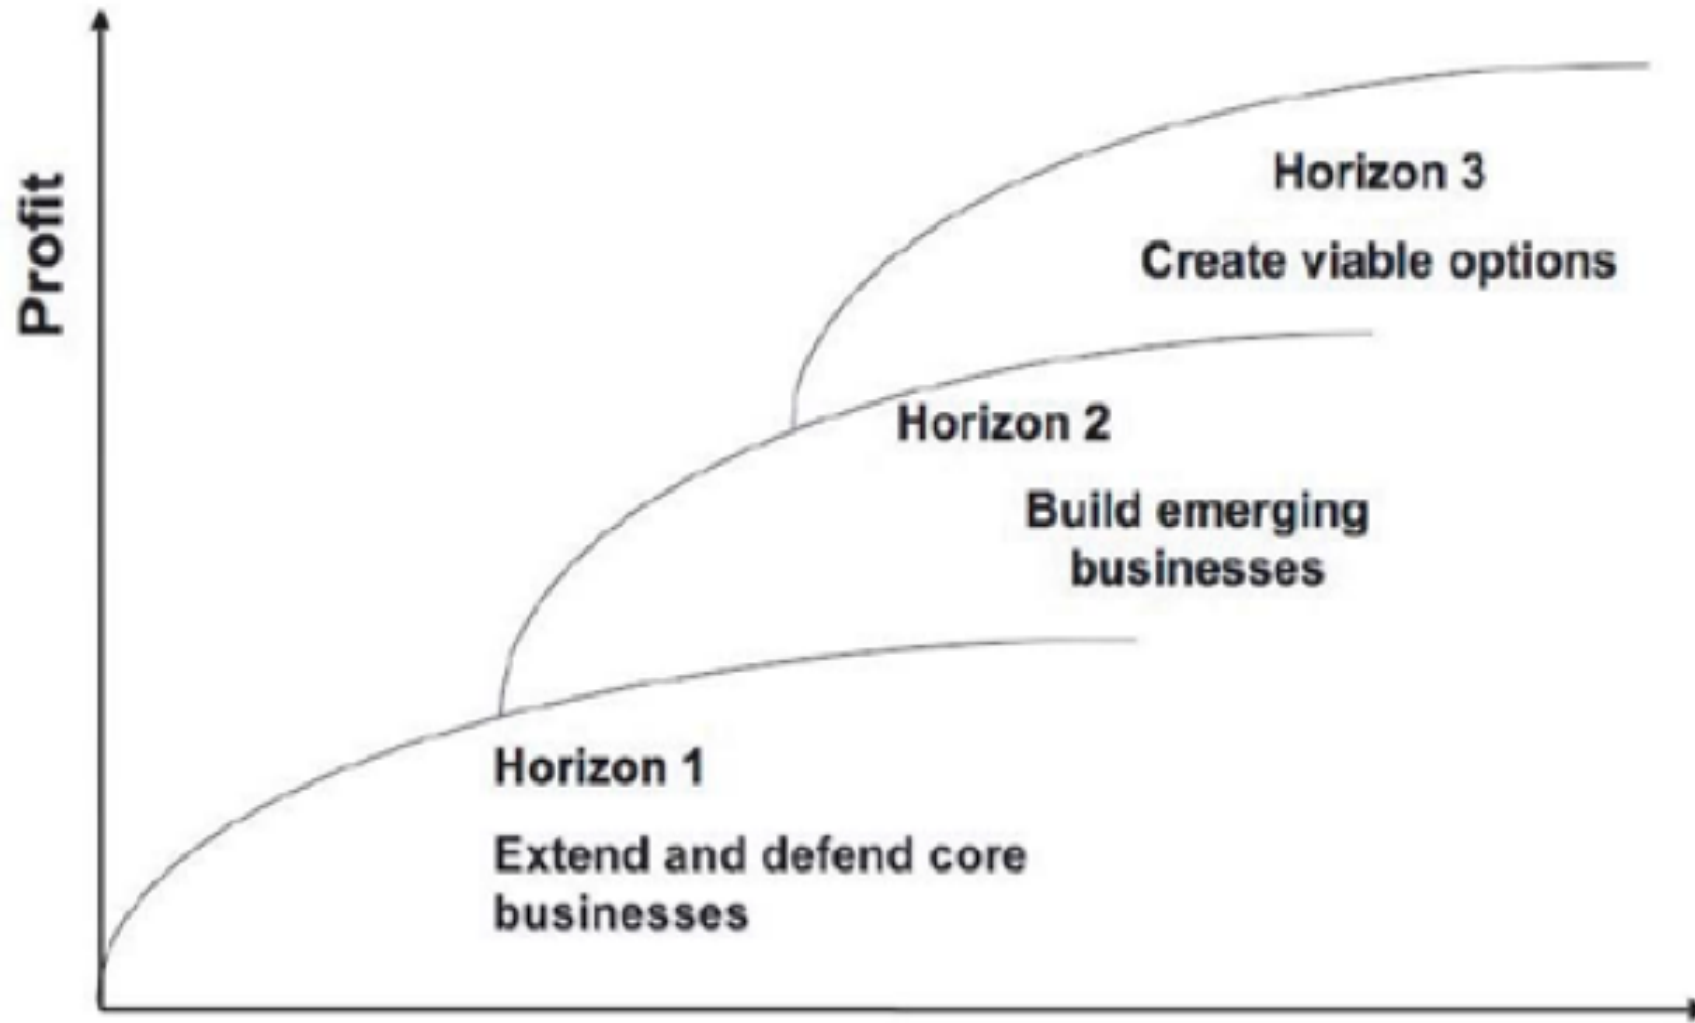 Profit
Horizon 3
Create viable options
Horizon 2
Build emerging
businesses
Horizon 1
Extend and defend core
businesses